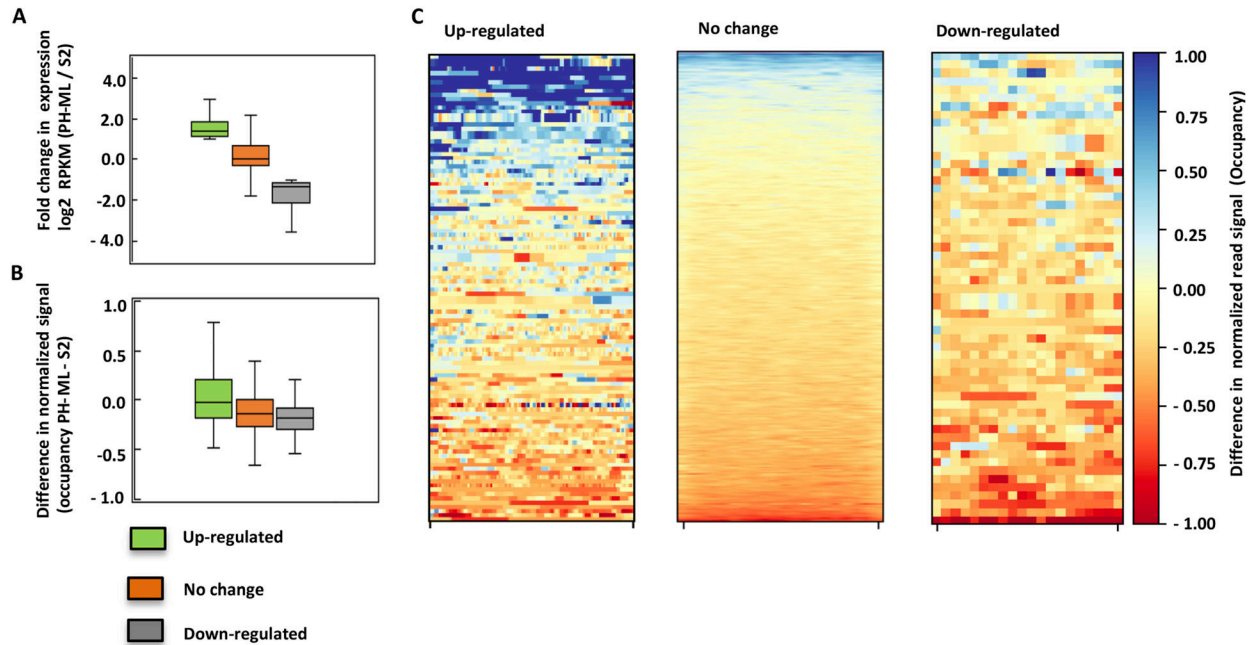 A
Fold change in expression
log2 RPKM (PH-ML / S2)
4.0
2.0
0.0
- 2.0
- 4.0
B
Difference in normalized signal
(occupancy PH-ML- S2)
1.0
0.5
0.0
-0.5
- 1.0
Up-regulated
No change
Down-regulated
C
Up-regulated
No change
Down-regulated
1.00
0.75
0.50
0.25
0.00
- 0.25
- 0.50
-0.75
- 1.00
Difference in normalized read signal (Occupancy)